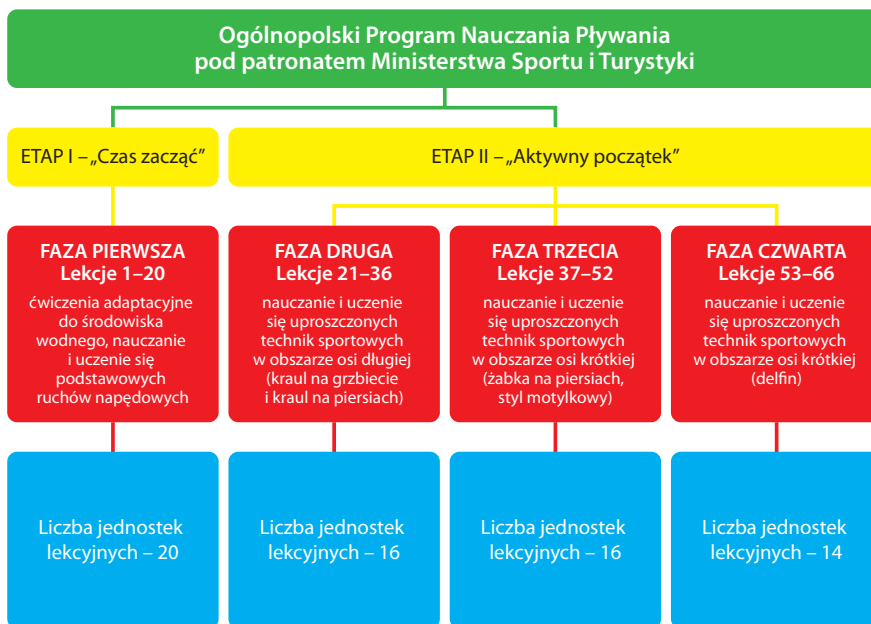 Ogólnopolski Program Nauczania Pływania
pod patronatem Ministerstwa Sportu i Turystyki
ETAP I – „Czas zacząć”
ETAP II – „Aktywny początek”
FAZA PIERWSZA
Lekcje 1–20
ćwiczenia adaptacyjne
do środowiska
wodnego, nauczanie
i uczenie się
podstawowych
ruchów napędowych
FAZA DRUGA
Lekcje 21–36
nauczanie i uczenie
się uproszczonych
technik sportowych
w obszarze osi długiej
(kraul na grzbiecie
i kraul na piersiach)
FAZA TRZECIA
Lekcje 37–52
nauczanie i uczenie
się uproszczonych
technik sportowych
w obszarze osi krótkiej
(żabka na piersiach,
styl motylkowy)
FAZA CZWARTA
Lekcje 53–66
nauczanie i uczenie
się uproszczonych
technik sportowych
w obszarze osi krótkiej
(delfin)
Liczba jednostek
lekcyjnych – 20
Liczba jednostek
lekcyjnych – 16
Liczba jednostek
lekcyjnych – 16
Liczba jednostek
lekcyjnych – 14